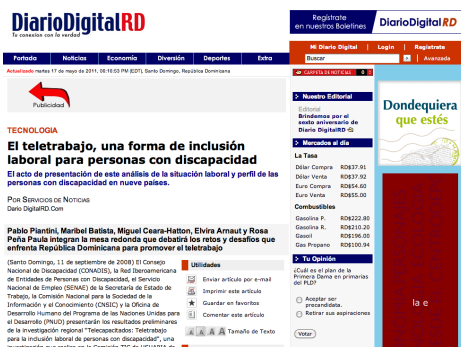 DiarioDigitalRD
Tu conexion con la verdad
Regístrate
en nuestros Boletines
DiarioDigitalRD
Mi Diario Digital | Login | Registrate
Portada Noticias Economía Diversión Deportes Extra
Buscar Avanzada
Actualizado martes 17 de mayo de 2011, 06:10:53 PM (EDT), Santo Domingo, República Dominicana
Publicidad
TECNOLOGIA
El teletrabajo, una forma de inclusión
laboral para personas con discapacidad
El acto de presentación de este análisis de la situación laboral y perfil de las
personas con discapacidad en nueve países.
POR SERVICIOS DE NOTICIAS
Dario DigitalRD.Com
Pablo Piantini, Maribel Batista, Miguel Ceara-Hatton, Elvira Arnaut y Rosa
Peña Paula integran la mesa redonda que debatirá los retos y desafíos que
enfrenta República Dominicana para promover el teletrabajo
(Santo Domingo, 11 de septiembre de 2008) El Consejo
Nacional de Discapacidad (CONADIS), la Red Iberoamericana
de Entidades de Personas con Discapacidad, el Servicio
Nacional de Empleo (SENAE) de la Secretaría de Estado de
Trabajo, la Comisión Nacional para la Sociedad de la
Información y el Conocimiento (CNSIC) y la Oficina de
Desarrollo Humano del Programa de las Naciones Unidas para
el Desarrollo (PNUD) presentarán los resultados preliminares
de la investigación regional "Telecapacitados: Teletrabajo
para la inclusión laboral de personas con discapacidad", una
Utilidades
Enviar artículo por e-mail
Imprimir este artículo
Guardar en favoritos
Comentar este artículo
A A A A Tamaño de Texto
CARPETA DE NOTICIAS 0
Nuestro Editorial
Editorial
Brindemos por el
sexto aniversario de
Diario DigitalRD
Mercados al día
La Tasa
Dólar Compra RD$37.91
Dólar Venta RD$37.92
Euro Compra RD$54.60
Euro Venta RD$55.00
Combustibles
Gasolina P. RD$222.80
Gasolina R. RD$210.20
Gasoil RD$196.00
Gas Propano RD$100.94
Tu Opinión
¿Cuál es el plan de la
Primera Dama en primarias
del PLD?
Aceptar ser
precandidata.
Retirar sus aspiraciones
Votar
Dondequiera
que estés
la e